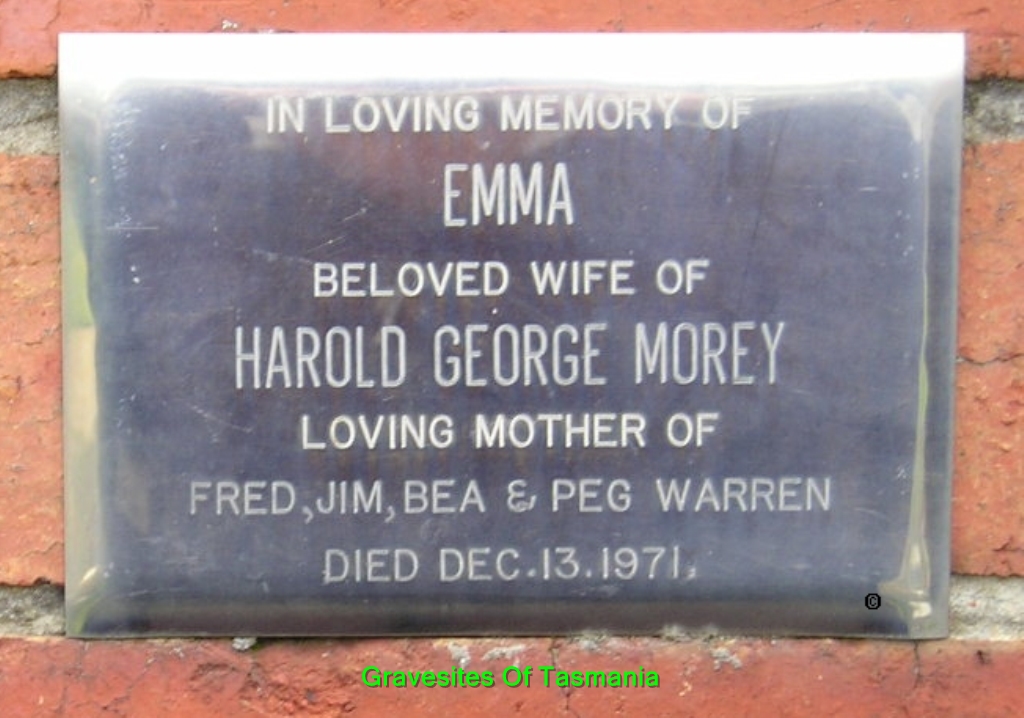 IN LOVING MEMORY OF
EMMA
BELOVED WIFE OF
HAROLD GEORGE MOREY
LOVING MOTHER OF
FRED, JIM, BEA & PEG WARREN
DIED DEC.13.1971.
©
Gravesites Of Tasmania